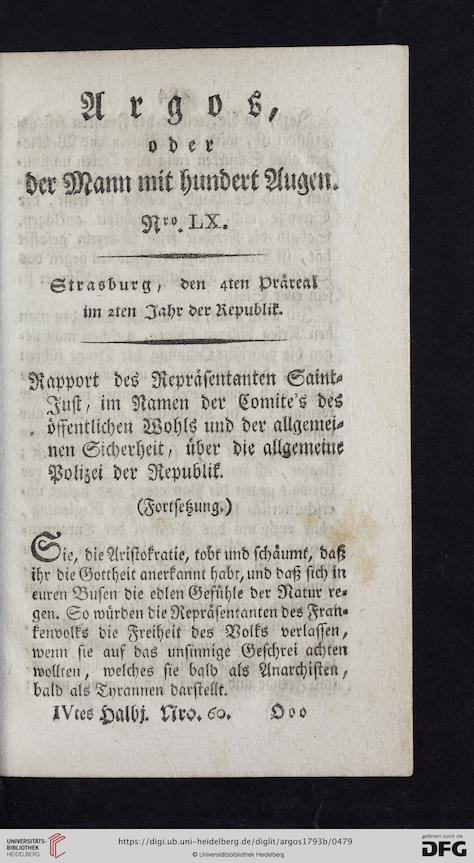 Argos,
oder
der Mann mit hundert Augen.
Nro. LX.
Strasburg, den 4ten Präreal
im 2ten Jahr der Republik.
Rapport des Repräsentanten Saint-
Just, im Namen der Comite's des
öffentlichen Wohls und der allgemei-
nen Sicherheit, über die allgemeine
Polizei der Republik.
(Fortsetzung.)
Sie, die Aristokratie, tobt und schäumt, daß
ihr die Gottheit anerkannt habt, und daß sich in
euren Busen die edlen Gefühle der Natur re-
gen. So würden die Repräsentanten des Fran-
kenvolks die Freiheit des Volks verlassen,
wenn sie auf das unsinnige Geschrei achten
wollten, welches sie bald als Anarchisten,
bald als Tyrannen darstellt.
IVtes Halbj. Nro. 60. Ooo
UNIVERSITÄTS-
BIBLIOTHEK
HEIDELBERG
https://digi.ub.uni-heidelberg.de/diglit/argos1793b/0479
© Universitätsbibliothek Heidelberg
gefördert durch die
DFG